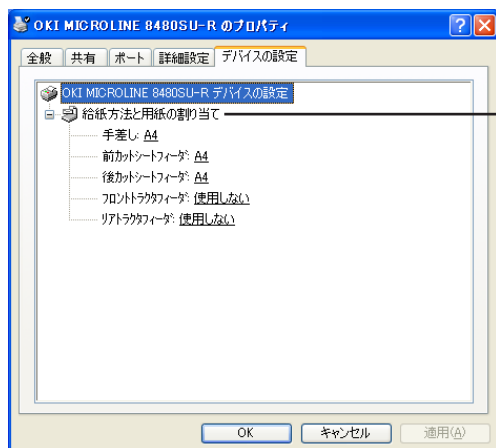 OKI MICROLINE 8480SU-R のプロパティ
全般 共有 ポート 詳細設定 デバイスの設定
OKI MICROLINE 8480SU-R デバイスの設定
給紙方法と用紙の割り当て
手差し: A4
前カットシートフィーダ: A4
後カットシートフィーダ: A4
フロントトラクタフィーダ: 使用しない
リアトラクタフィーダ: 使用しない
OK キャンセル 適用(A)